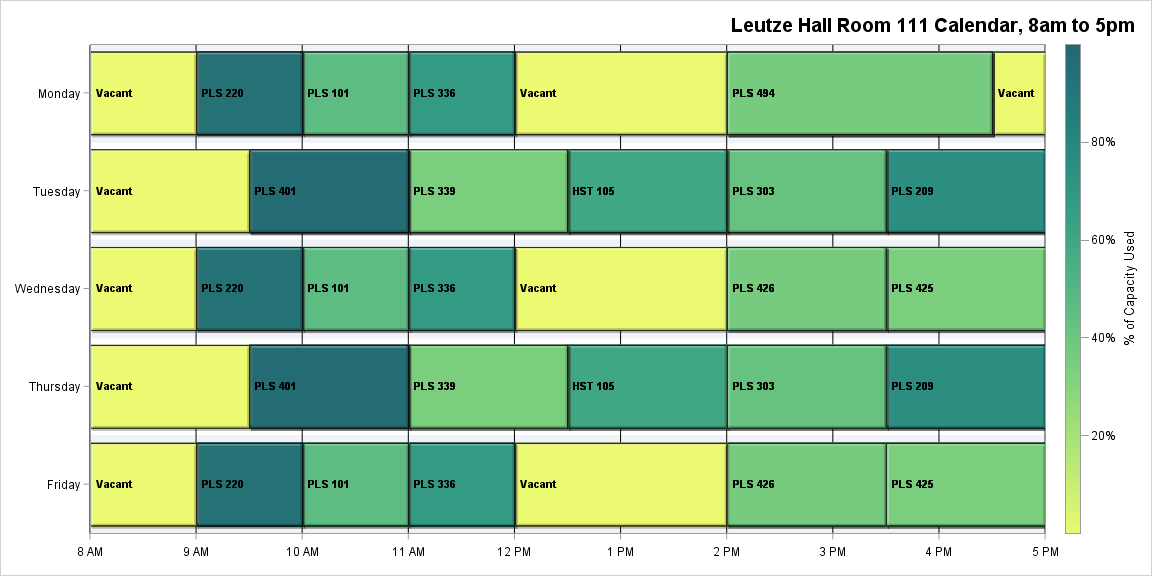 Leutze Hall Room 111 Calendar, 8am to 5pm
Monday
Vacant
PLS 220
PLS 101
PLS 336
Vacant
PLS 494
Vacant
Tuesday
Vacant
PLS 401
PLS 339
HST 105
PLS 303
PLS 209
Wednesday
Vacant
PLS 220
PLS 101
PLS 336
Vacant
PLS 426
PLS 425
Thursday
Vacant
PLS 401
PLS 339
HST 105
PLS 303
PLS 209
Friday
Vacant
PLS 220
PLS 101
PLS 336
Vacant
PLS 426
PLS 425
8 AM
9 AM
10 AM
11 AM
12 PM
1 PM
2 PM
3 PM
4 PM
5 PM
80%
60%
40%
20%
% of Capacity Used